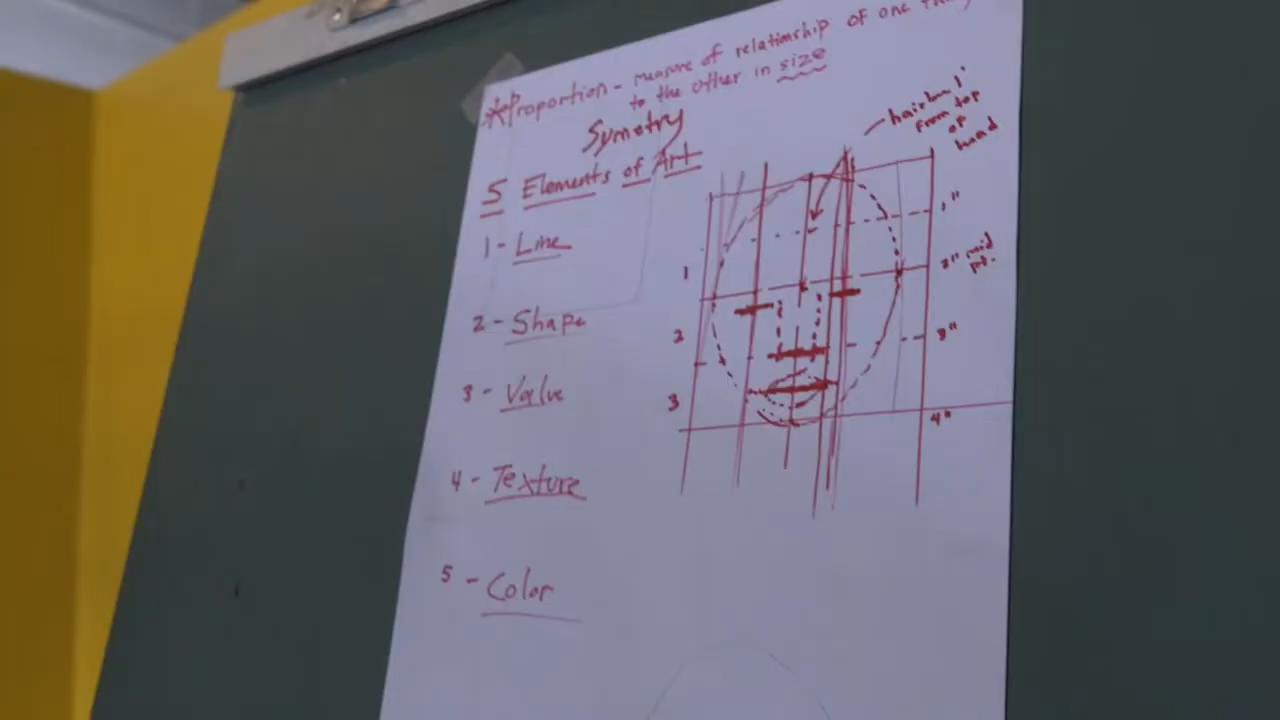 *Proportion - measure of relationship of one
to the other in size
Symetry
5 Elements of Art
1 - Line
2 - Shape
3 - Value
4 - Texture
5 - Color
hairline 1"
from top
of
head
1"
2" mid
pt.
3"
4"
1
2
3